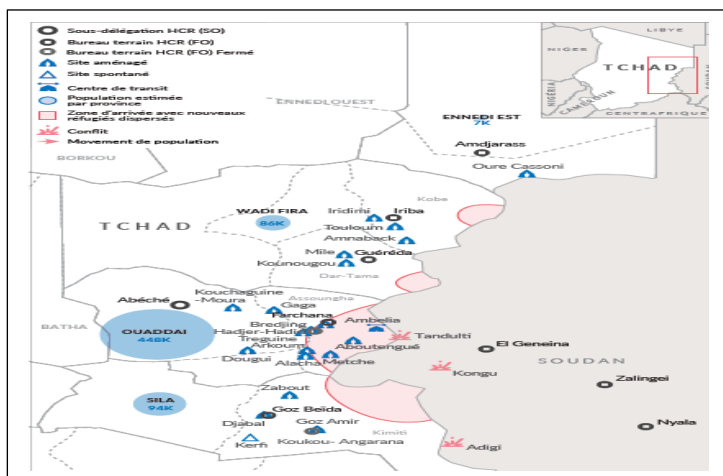 Sous-délégation HCR (SO)
Bureau terrain HCR (FO)
Bureau terrain HCR (FO) Fermé
Site aménagé
Site spontané
Centre de transit
Population estimée
par province
Zone d'arrivée avec nouveaux
réfugiés dispersés
Conflit
Movement de population
LIBYE
NIGER
TCHAD
SOUDAN
NIGÉRIA
CAMEROUN
CENTRAFRIQUE
ENNEDI OUEST
ENNEDI EST
7K
Amdjarass
Oure Cassoni
BORKOU
Kobe
TCHAD
WADI FIRA
86K
Iridimi
Iriba
Touloum
Amnaback
Mile
Guéréda
Kounougou
Dar-Tama
Kouchaguine
-Moura
Abéché
Assoungha
Gaga
Farchana
Ambelia
BATHA
OUADDAI
448K
Bredjing
Hadjer-Hadid
Treguine
Aboutengué
Tandulti
Arkoum
El Geneina
Dougui
Alacha
Metche
SOUDAN
Kongu
Zalingei
SILA
94K
Zabout
Goz Beïda
Djabal
Goz Amir
Kimiti
Kerfi
Koukou- Angarana
Adigi
Nyala